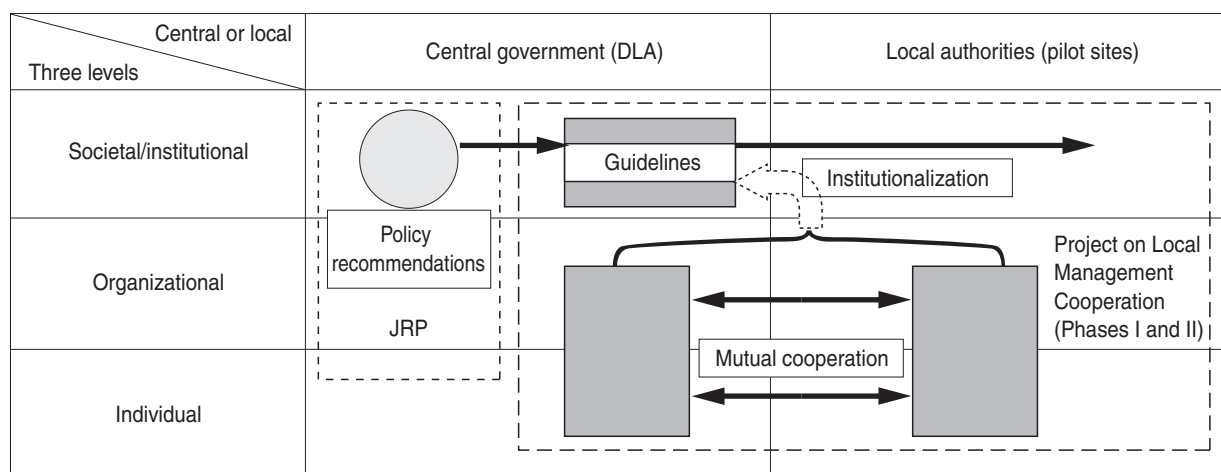 Central or local
Three levels
Central government (DLA)
Local authorities (pilot sites)
Societal/institutional
Guidelines
Institutionalization
Policy
recommendations
JRP
Organizational
Project on Local
Management
Cooperation
(Phases I and II)
Mutual cooperation
Individual